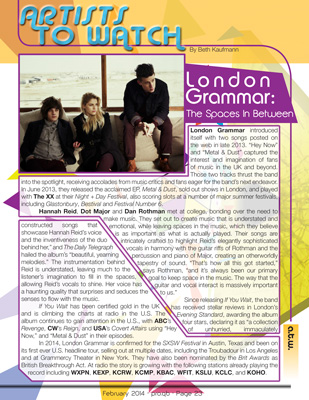 ARTISTS
TO WATCH
By Beth Kaufmann
London
Grammar:
The Spaces In Between
London Grammar introduced
itself with two songs posted on
the web in late 2013. "Hey Now"
and "Metal & Dust" captured the
interest and imagination of fans
of music in the UK and beyond.
Those two tracks thrust the band
into the spotlight, receiving accolades from music critics and fans eager for the band's next endeavor.
In June 2013, they released the acclaimed EP, Metal & Dust, sold out shown in London, and played
with The XX at their Night + Day Festival, also scoring slots at a number of major summer festivals,
including Glastonbury, Bestival and Festival Number 6.
Hannah Reid, Dot Major and Dan Rothman met at college, bonding over the need to
make music. They set out to create music that is understated and
emotional, while leaving spaces in the music, which they believe
is as important as what is actually played. Their songs are
intricately crafted to highlight Reid's elegantly sophisticated
vocals in harmony with the guitar riffs of Rothman and the
percussion and piano of Major, creating an otherworldly
tapestry of sound. "That's how all this got started,"
says Rothman, "and it's always been our primary
goal to keep space in the music. The way that the
guitar and vocal interact is massively important
to us."
constructed songs that
showcase Hannah Reid's voice
and the inventiveness of the duo
behind her," and The Daily Telegraph
hailed the album's "beautiful, yearning
melodies." The instrumentation behind
Reid is understated, leaving much to the
listener's imagination to fill in the spaces,
allowing Reid's vocals to shine. Her voice has
a haunting quality that surprises and seduces the
senses to flow with the music.
Since releasing If You Wait, the band
has received stellar reviews in London's
Evening Standard, awarding the album
four stars, declaring it as "a collection
of unhurried, immaculately
If You Wait has been certified gold in the UK
and is climbing the charts at radio in the U.S. The
album continues to gain attention in the U.S., with ABC's
Revenge, CW's Reign, and USA's Covert Affairs using "Hey
Now," and "Metal & Dust" in their episodes.
In 2014, London Grammar is confirmed for the SXSW Festival in Austin, Texas and been on
its first ever U.S. headline tour, selling out at multiple dates, including the Troubadour in Los Angeles
and at Grammercy Theater in New York. They have also been nominated by the Brit Awards as
British Breakthrough Act. At radio the story is growing with the following stations already playing the
record including WXPN, KEXP, KCRW, KCMP, KBAC, WFIT, KSLU, KCLC, and KOHO.
a.t.w.
February 2014 Page 23